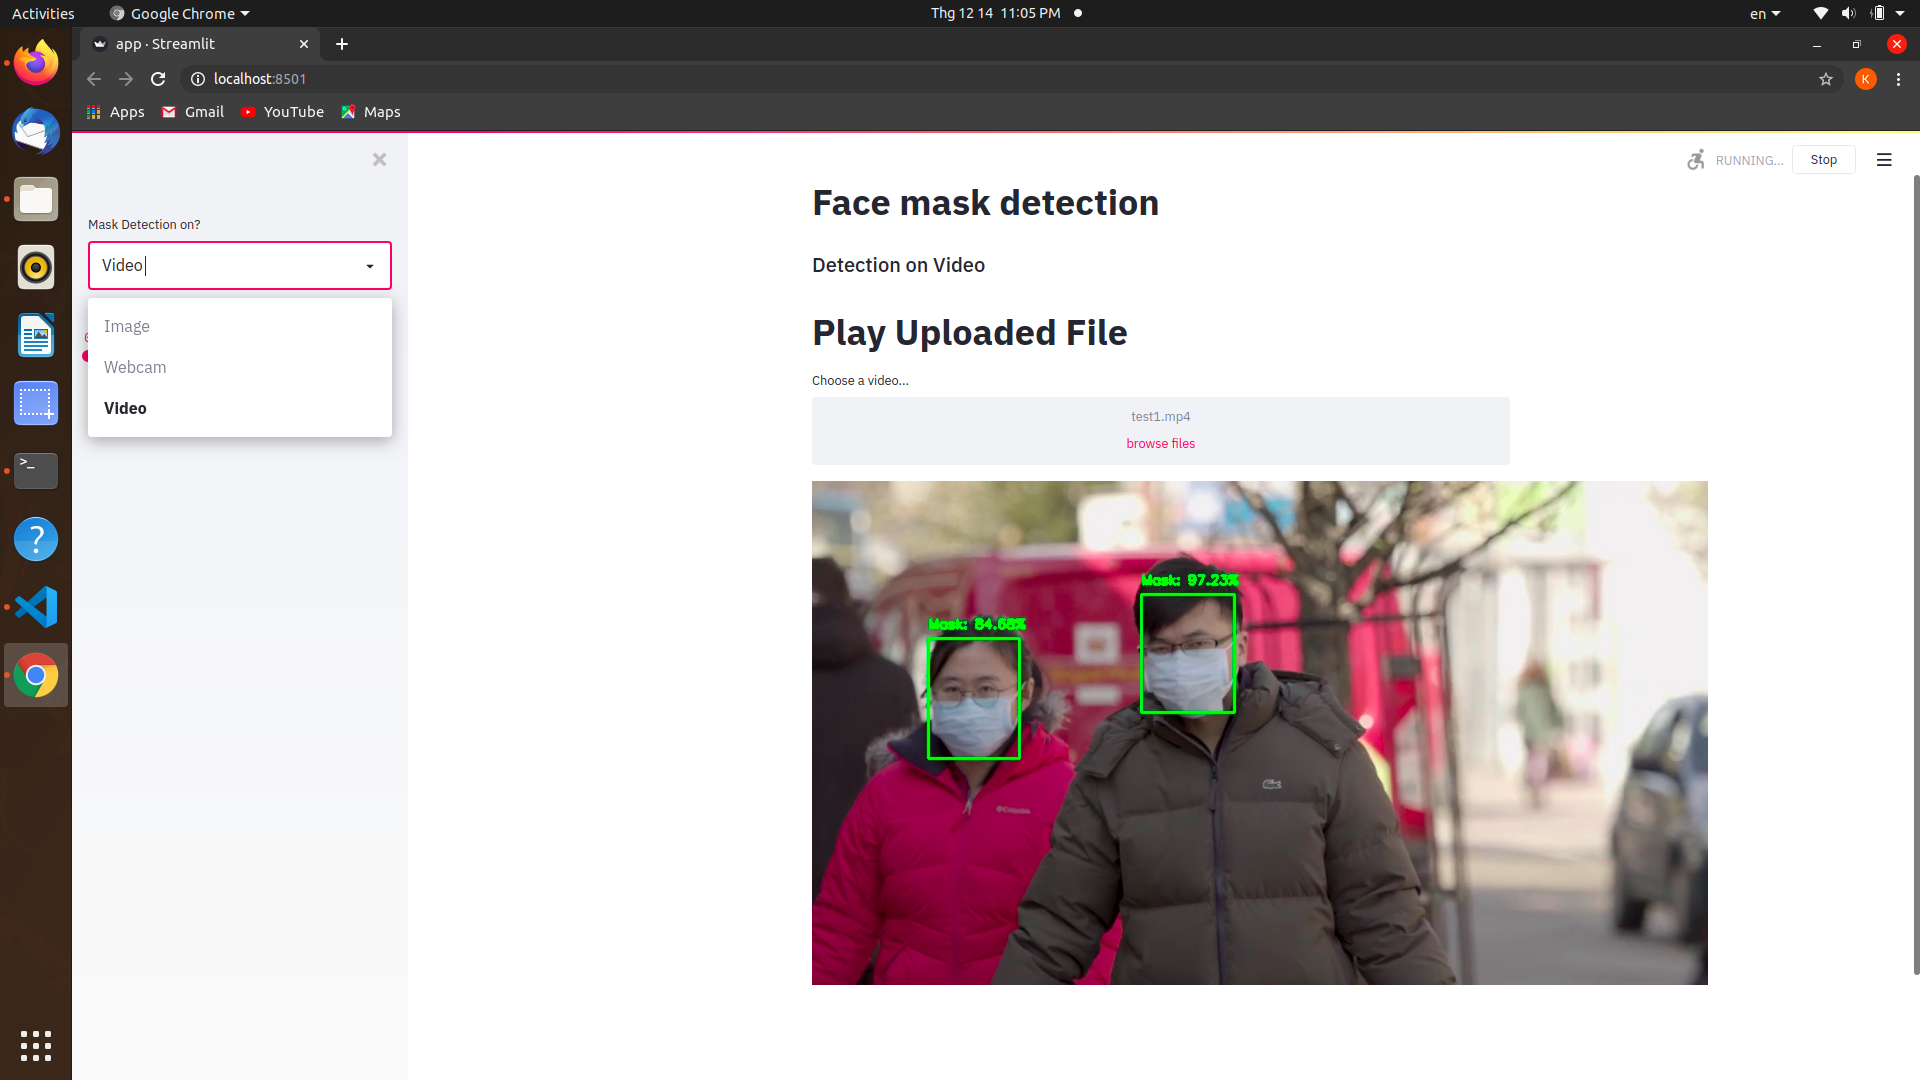 Activities
Google Chrome
Thg 12 14 11:05 PM
en
app · Streamlit
localhost:8501
K
Apps
Gmail
YouTube
Maps
RUNNING...
Stop
Mask Detection on?
Video
Image
Webcam
Video
Face mask detection
Detection on Video
Play Uploaded File
Choose a video...
test1.mp4
browse files
Mask: 97.23%
Mask: 84.68%
Columbia